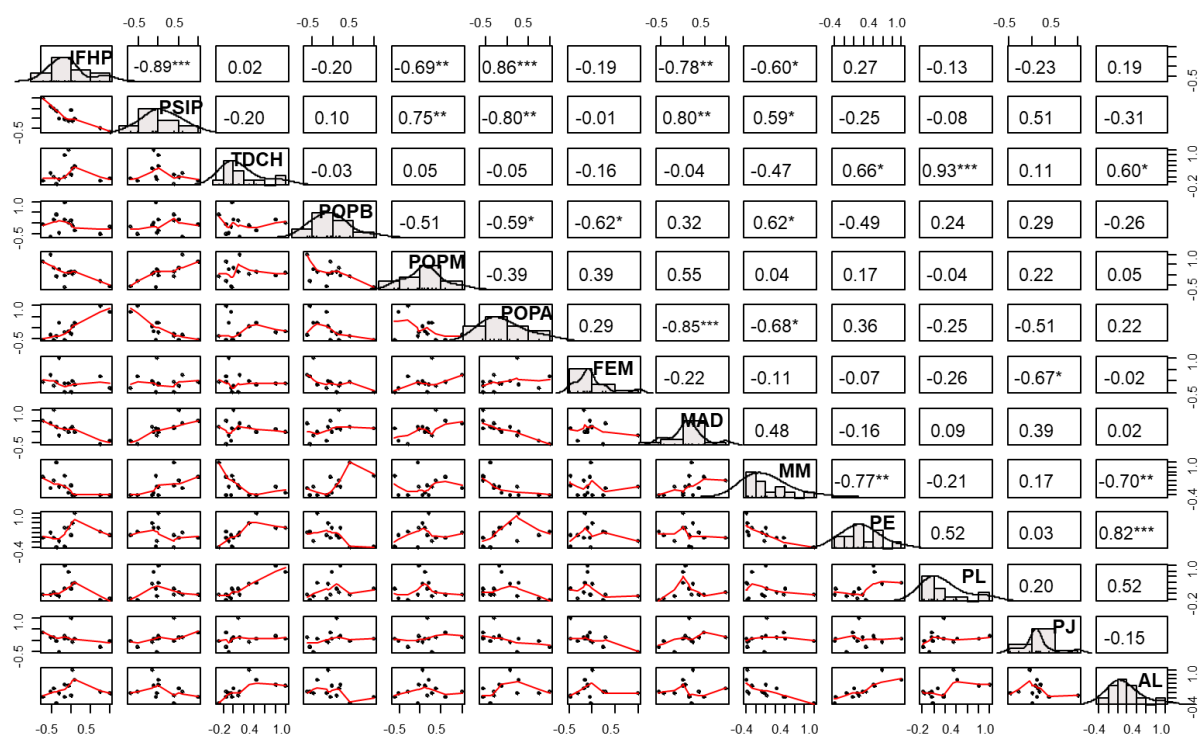 -0.5 0.5 -0.5 0.5 -0.5 0.5 -0.5 0.5 -0.4 0.4 1.0 -0.5 0.5
IFHP -0.89*** 0.02 -0.20 -0.69** 0.86*** -0.19 -0.78** -0.60* 0.27 -0.13 -0.23 0.19 -0.5
-0.5 PSIP -0.20 0.10 0.75** -0.80** -0.01 0.80** 0.59* -0.25 -0.08 0.51 -0.31
TDCH -0.03 0.05 -0.05 -0.16 -0.04 -0.47 0.66* 0.93*** 0.11 0.60* -0.2 1.0
-0.5 1.0 POPB -0.51 -0.59* -0.62* 0.32 0.62* -0.49 0.24 0.29 -0.26
POPM -0.39 0.39 0.55 0.04 0.17 -0.04 0.22 0.05 -0.5 1.0
-0.5 1.0 POPA 0.29 -0.85*** -0.68* 0.36 -0.25 -0.51 0.22
FEM -0.22 -0.11 -0.07 -0.26 -0.67* -0.02 -0.5 1.0
-0.5 1.0 MAD 0.48 -0.16 0.09 0.39 0.02
MM -0.77** -0.21 0.17 -0.70** -0.4 1.0
-0.4 1.0 PE 0.52 0.03 0.82***
PL 0.20 0.52 -0.2 1.0
-0.5 1.0 PJ -0.15
AL -0.4 1.0
-0.5 0.5 -0.2 0.4 1.0 -0.5 0.5 -0.5 0.5 -0.4 0.4 1.0 -0.2 0.4 1.0 -0.4 0.4 1.0